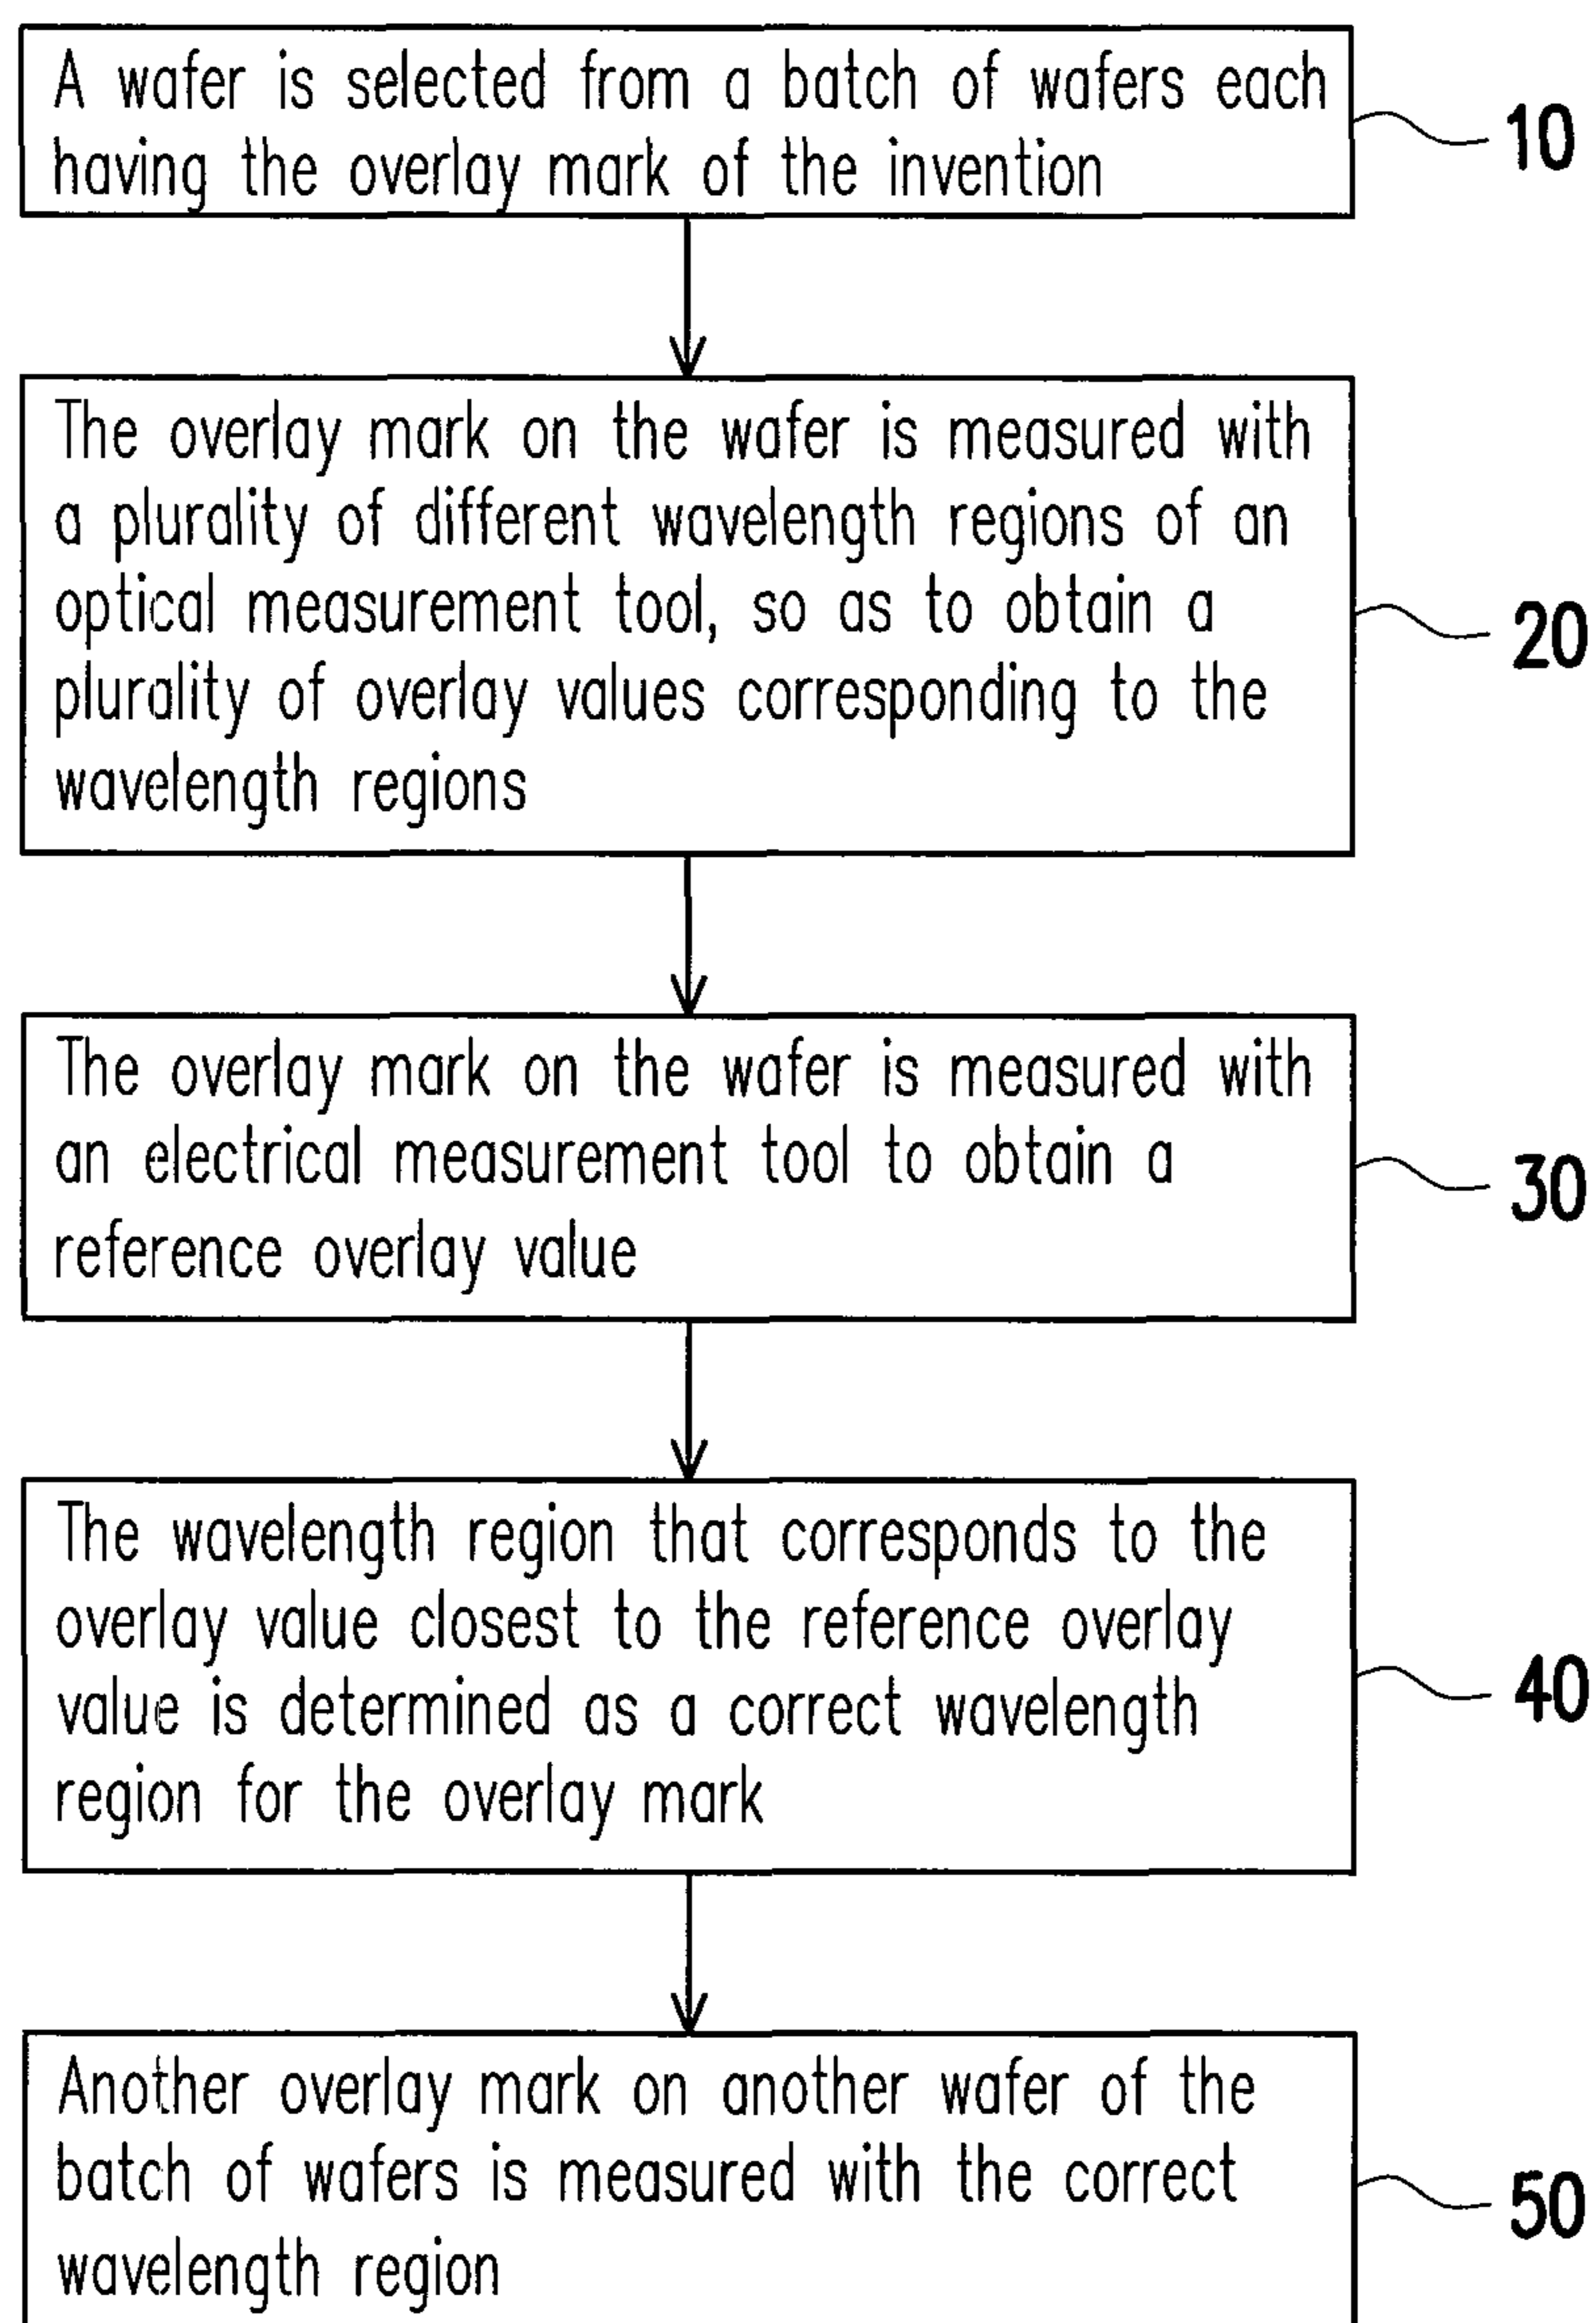 A wafer is selected from a batch of wafers each
having the overlay mark of the invention
10
The overlay mark on the wafer is measured with
a plurality of different wavelength regions of an
optical measurement tool, so as to obtain a
plurality of overlay values corresponding to the
wavelength regions
20
The overlay mark on the wafer is measured with
an electrical measurement tool to obtain a
reference overlay value
30
The wavelength region that corresponds to the
overlay value closest to the reference overlay
value is determined as a correct wavelength
region for the overlay mark
40
Another overlay mark on another wafer of the
batch of wafers is measured with the correct
wavelength region
50